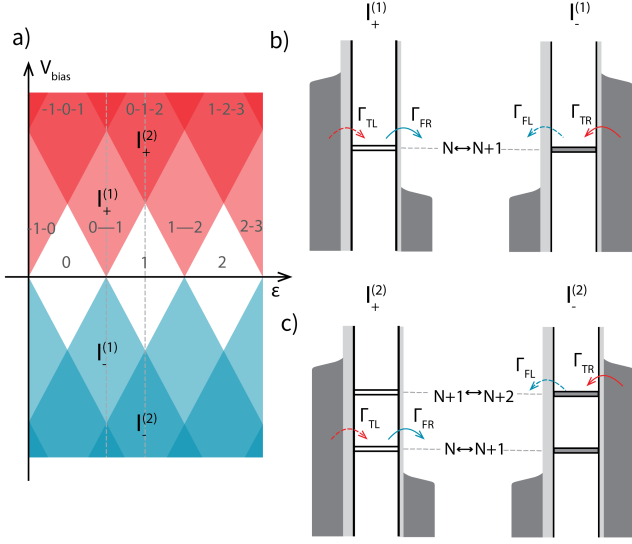 a)
V_bias
-1-0-1
0-1-2
1-2-3
I_+^(2)
I_+^(1)
-1-0
0—1
1—2
2-3
0
1
2
ε
I_-^(1)
I_-^(2)
b)
I_+^(1)
I_-^(1)
Γ_TL
Γ_FR
Γ_FL
Γ_TR
N↔N+1
c)
I_+^(2)
I_-^(2)
Γ_FL
Γ_TR
N+1↔N+2
Γ_TL
Γ_FR
N↔N+1